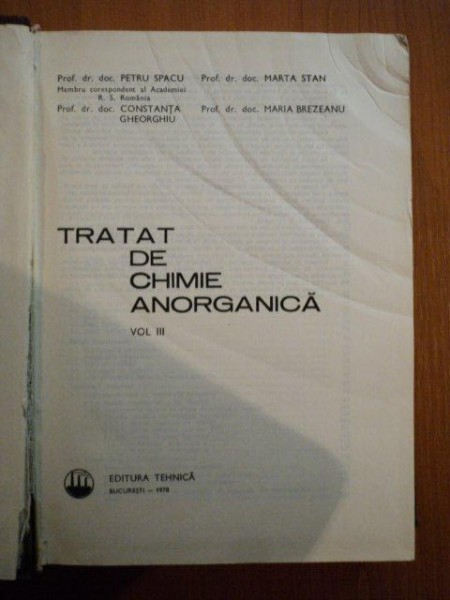 Prof. dr. doc. PETRU SPACU
Membru corespondent al Academiei
R. S. România
Prof. dr. doc. MARTA STAN
Prof. dr. doc. CONSTANȚA
GHEORGHIU
Prof. dr. doc. MARIA BREZEANU
TRATAT
DE
CHIMIE
ANORGANICĂ
VOL III
EDITURA TEHNICĂ
BUCUREȘTI — 1978